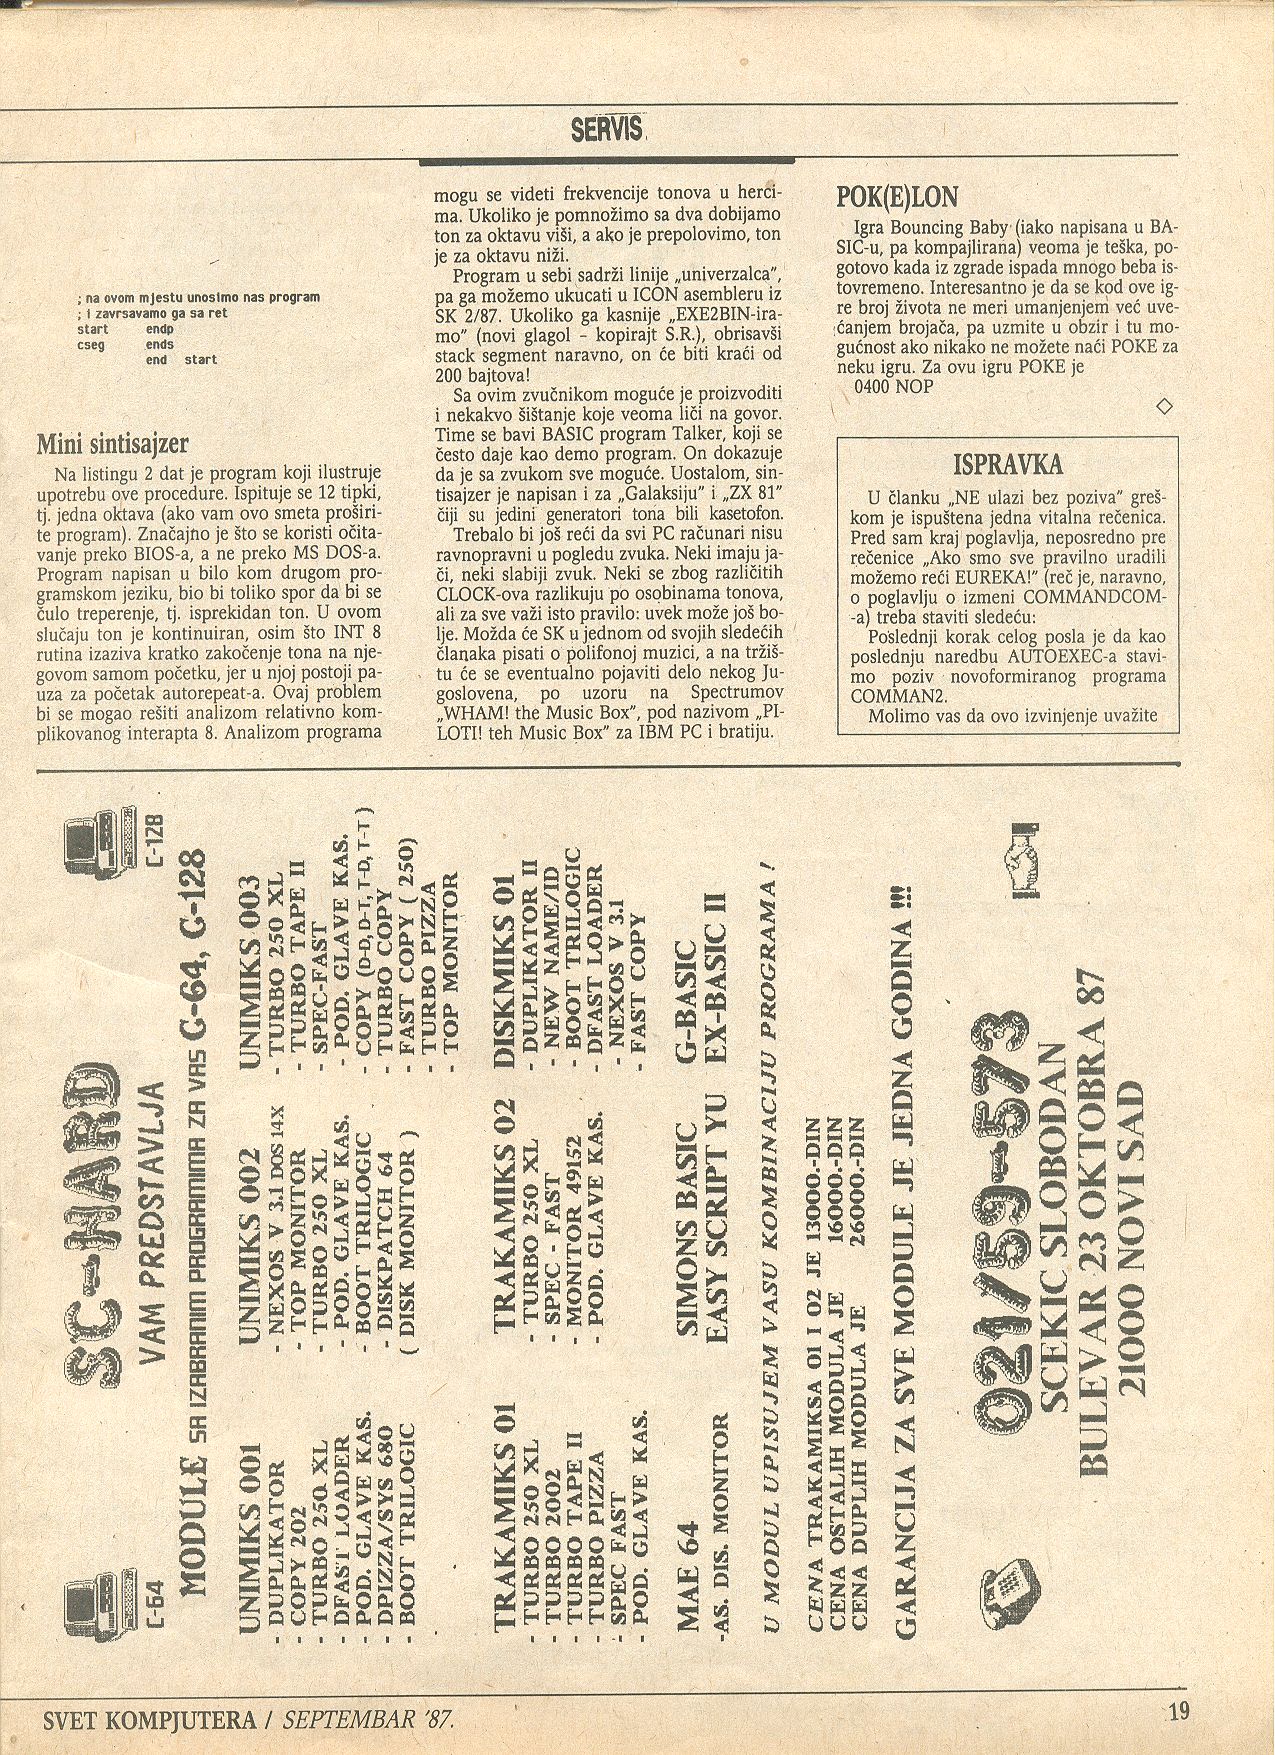 SERVIS
; na ovom mjestu unosimo nas program
; i zavrsavamo ga sa ret
start endp
cseg ends
end start
Mini sintisajzer
Na listingu 2 dat je program koji ilustruje
upotrebu ove procedure. Ispituje se 12 tipki,
tj. jedna oktava (ako vam ovo smeta proširi-
te program). Značajno je što se koristi očita-
vanje preko BIOS-a, a ne preko MS DOS-a.
Program napisan u bilo kom drugom pro-
gramskom jeziku, bio bi toliko spor da bi se
čulo treperenje, tj. isprekidan ton. U ovom
slučaju ton je kontinuiran, osim što INT 8
rutina izaziva kratko zakočenje tona na nje-
govom samom početku, jer u njoj postoji pa-
uza za početak autorepeat-a. Ovaj problem
bi se mogao rešiti analizom relativno kom-
plikovanog interapta 8. Analizom programa
mogu se videti frekvencije tonova u herci-
ma. Ukoliko je pomnožimo sa dva dobijamo
ton za oktavu viši, a ako je prepolovimo, ton
je za oktavu niži.
Program u sebi sadrži linije „univerzalca",
pa ga možemo ukucati u ICON asembleru iz
SK 2/87. Ukoliko ga kasnije „EXE2BIN-ira-
mo" (novi glagol - kopirajt S.R.), obrisavši
stack segment naravno, on će biti kraći od
200 bajtova!
Sa ovim zvučnikom moguće je proizvoditi
i nekakvo šištanje koje veoma liči na govor.
Time se bavi BASIC program Talker, koji se
često daje kao demo program. On dokazuje
da je sa zvukom sve moguće. Uostalom, sin-
tisajzer je napisan i za „Galaksiju" i „ZX 81"
čiji su jedini generatori tona bili kasetofon.
Trebalo bi još reći da svi PC računari nisu
ravnopravni u pogledu zvuka. Neki imaju ja-
či, neki slabiji zvuk. Neki se zbog različitih
CLOCK-ova razlikuju po osobinama tonova,
ali za sve važi isto pravilo: uvek može još bo-
lje. Možda će SK u jednom od svojih sledećih
članaka pisati o polifonoj muzici, a na tržiš-
tu će se eventualno pojaviti delo nekog Ju-
goslovena, po uzoru na Spectrumov
„WHAM! the Music Box", pod nazivom „PI-
LOTI! teh Music Box" za IBM PC i bratiju.
POK(E)LON
Igra Bouncing Baby (iako napisana u BA-
SIC-u, pa kompajlirana) veoma je teška, po-
gotovo kada iz zgrade ispada mnogo beba is-
tovremeno. Interesantno je da se kod ove ig-
re broj života ne meri umanjenjem već uve-
ćanjem brojača, pa uzmite u obzir i tu mo-
gućnost ako nikako ne možete naći POKE za
neku igru. Za ovu igru POKE je
0400 NOP
ISPRAVKA
U članku „NE ulazi bez poziva" greš-
kom je ispuštena jedna vitalna rečenica.
Pred sam kraj poglavlja, neposredno pre
rečenice „Ako smo sve pravilno uradili
možemo reći EUREKA!" (reč je, naravno,
o poglavlju o izmeni COMMANDCOM-
-a) treba staviti sledeću:
Poslednji korak celog posla je da kao
poslednju naredbu AUTOEXEC-a stavi-
mo poziv novoformiranog programa
COMMAN2.
Molimo vas da ovo izvinjenje uvažite
C-64
SC-HARD
C-128
VAM PREDSTAVLJA
MODULE SA IZABRANIM PROGRAMIMA ZA VAS C-64, C-128
UNIMIKS 001
- DUPLIKATOR
- COPY 202
- TURBO 250 XL
- DFAST LOADER
- POD. GLAVE KAS.
- DPIZZA/SYS 680
- BOOT TRILOGIC
UNIMIKS 002
- NEXOS V 3.1 DOS 14X
- TOP MONITOR
- TURBO 250 XL
- POD. GLAVE KAS.
- BOOT TRILOGIC
- DISKPATCH 64
( DISK MONITOR )
UNIMIKS 003
- TURBO 250 XL
- TURBO TAPE II
- SPEC-FAST
- POD. GLAVE KAS.
- COPY (D-D,D-T, T-D, T-T )
- TURBO COPY
- FAST COPY ( 250)
- TURBO PIZZA
- TOP MONITOR
TRAKAMIKS 01
- TURBO 250 XL
- TURBO 2002
- TURBO TAPE II
- TURBO PIZZA
- SPEC FAST
- POD. GLAVE KAS.
TRAKAMIKS 02
- TURBO 250 XL
- SPEC - FAST
- MONITOR 49152
- POD. GLAVE KAS.
DISKMIKS 01
- DUPLIKATOR II
- NEW NAME/ID
- BOOT TRILOGIC
- DFAST LOADER
- NEXOS V 3.1
- FAST COPY
MAE 64
-AS. DIS. MONITOR
SIMONS BASIC
EASY SCRIPT YU
G-BASIC
EX-BASIC II
U MODUL UPISUJEM VASU KOMBINACIJU PROGRAMA !
CENA TRAKAMIKSA 01 I 02 JE 13000.-DIN
CENA OSTALIH MODULA JE 16000.-DIN
CENA DUPLIH MODULA JE 26000.-DIN
GARANCIJA ZA SVE MODULE JE JEDNA GODINA !!!
021/59-573
SCEKIC SLOBODAN
BULEVAR 23 OKTOBRA 87
21000 NOVI SAD
SVET KOMPJUTERA / SEPTEMBAR '87.
19